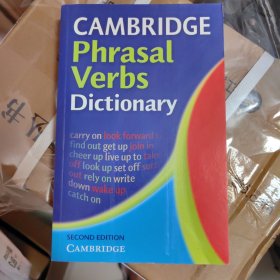 CAMBRIDGE
Phrasal
Verbs
Dictionary
carry on look forward
find out get up join in
cheer up live up to take
off look up set off
out rely on write
down wake up
catch on
SECOND EDITION
CAMBRIDGE
书